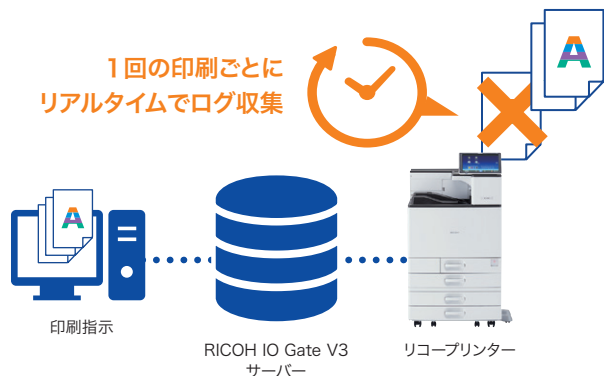 1回の印刷ごとに
リアルタイムでログ収集
A
A
印刷指示
RICOH IO Gate V3
サーバー
リコープリンター